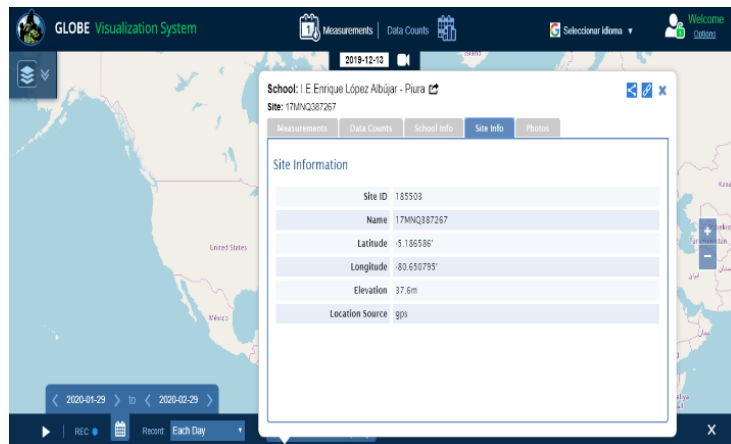 GLOBE Visualization System
1
Measurements | Data Counts
Seleccionar idioma ▼
Welcome
Options
2019-12-13
School: I.E.Enrique López Albújar - Piura
Site: 17MNQ387267
Measurements
Data Counts
School Info
Site Info
Photos
Site Information
Site ID 185503
Name 17MNQ387267
Latitude -5.186586°
Longitude -80.650795°
Elevation 37.6m
Location Source gps
United States
México
+
−
2020-01-29 to 2020-02-29
REC
Record: Each Day
X